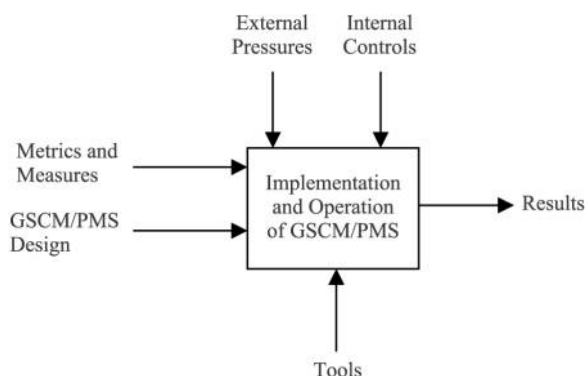 External
Pressures
Internal
Controls
Metrics and
Measures
GSCM/PMS
Design
Implementation
and Operation
of GSCM/PMS
Results
Tools